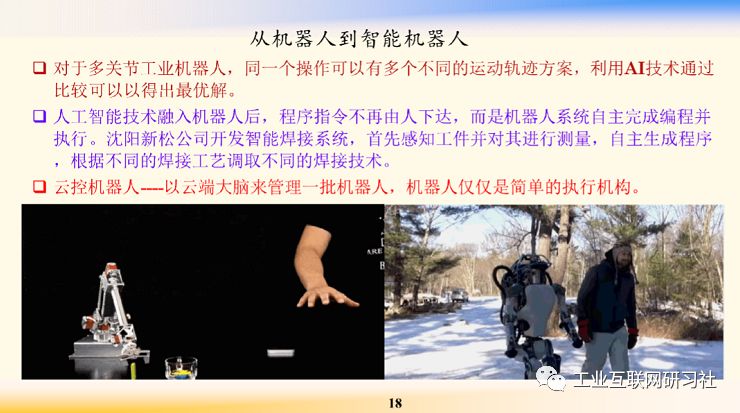 从机器人到智能机器人
对于多关节工业机器人，同一个操作可以有多个不同的运动轨迹方案，利用AI技术通过
比较可以以得出最优解。
人工智能技术融入机器人后，程序指令不再由人下达，而是机器人系统自主完成编程并
执行。沈阳新松公司开发智能焊接系统，首先感知工件并对其进行测量，自主生成程序
，根据不同的焊接工艺调取不同的焊接技术。
云控机器人----以云端大脑来管理一批机器人，机器人仅仅是简单的执行机构。
工业互联网研习社
18